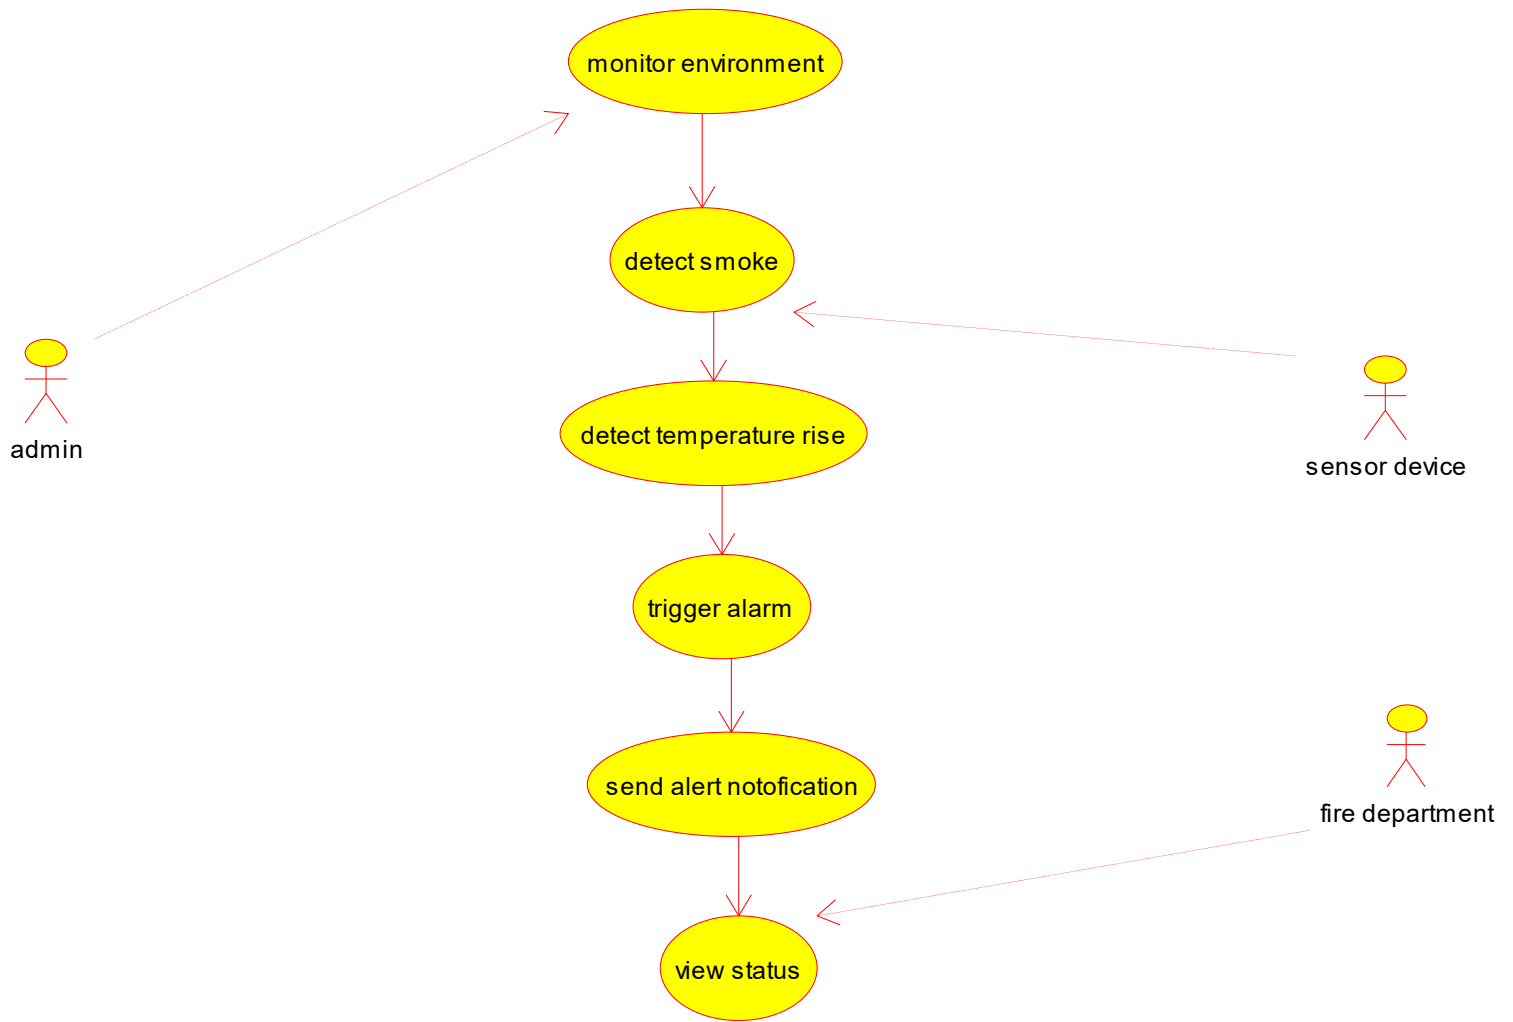 monitor environment
detect smoke
detect temperature rise
admin
sensor device
trigger alarm
send alert notofication
fire department
view status